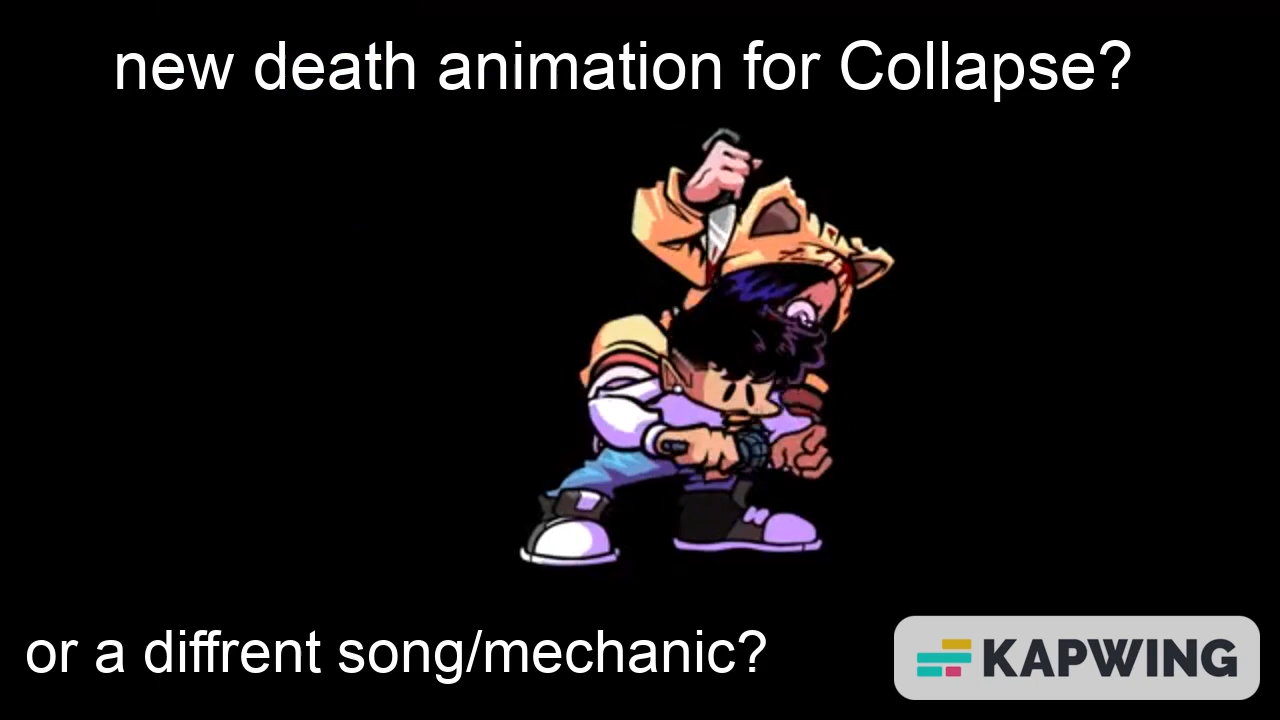 new death animation for Collapse?
or a diffrent song/mechanic?
KAPWING